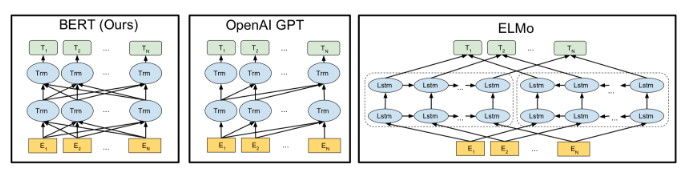 BERT (Ours)
T1 T2 ... TN
Trm Trm ... Trm
Trm Trm ... Trm
E1 E2 ... EN
OpenAI GPT
T1 T2 ... TN
Trm Trm ... Trm
Trm Trm ... Trm
E1 E2 ... EN
ELMo
T1 T2 ... TN
Lstm Lstm ... Lstm Lstm Lstm ... Lstm
Lstm Lstm ... Lstm Lstm Lstm ... Lstm
E1 E2 ... EN